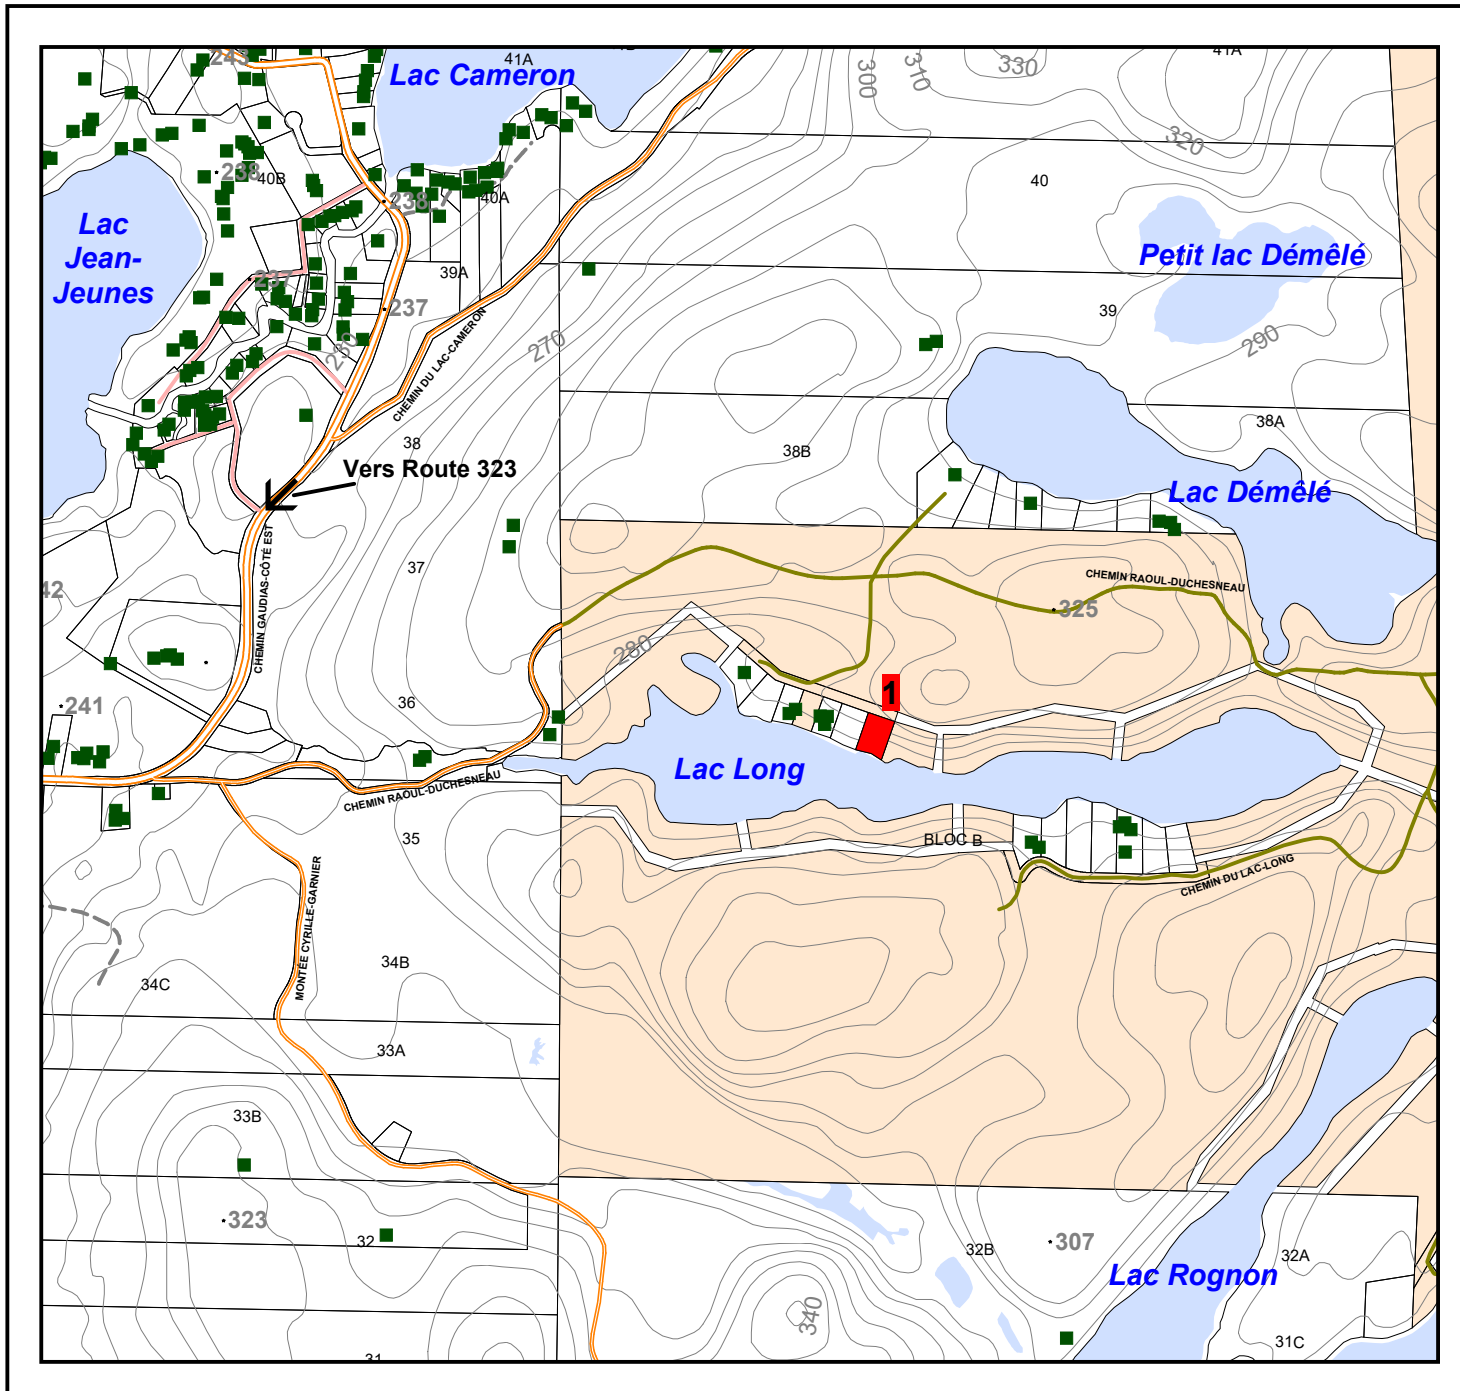 243
Lac Cameron
41A
300
310
330
41A
320
238
40B
238
40A
40
Lac
Jean-
Jeunes
Petit lac Démêlé
237
39A
237
39
230
CHEMIN DU LAC-CAMERON
270
290
38
38B
38A
Vers Route 323
Lac Démêlé
CHEMIN GAUDIAS-CÔTÉ EST
37
42
CHEMIN RAOUL-DUCHESNEAU
325
280
241
36
1
Lac Long
CHEMIN RAOUL-DUCHESNEAU
35
BLOC B
CHEMIN DU LAC-LONG
MONTÉE CYRILLE-GARNIER
34B
34C
33A
33B
323
32
32B
307
32A
Lac Rognon
340
31C
31